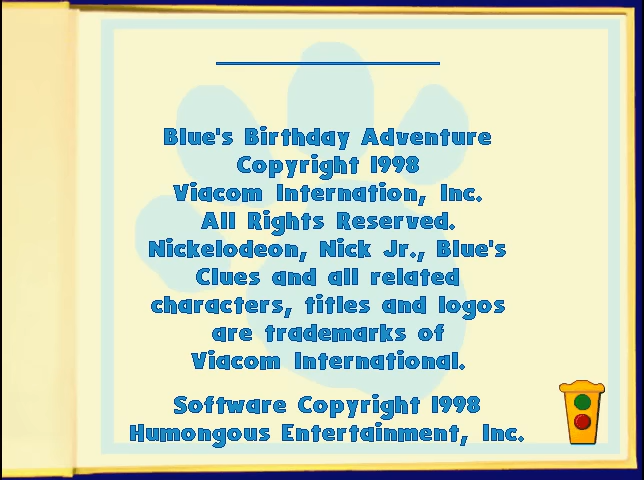 Blue's Birthday Adventure
Copyright 1998
Viacom Internation, Inc.
All Rights Reserved.
Nickelodeon, Nick Jr., Blue's
Clues and all related
characters, titles and logos
are trademarks of
Viacom International.
Software Copyright 1998
Humongous Entertainment, Inc.